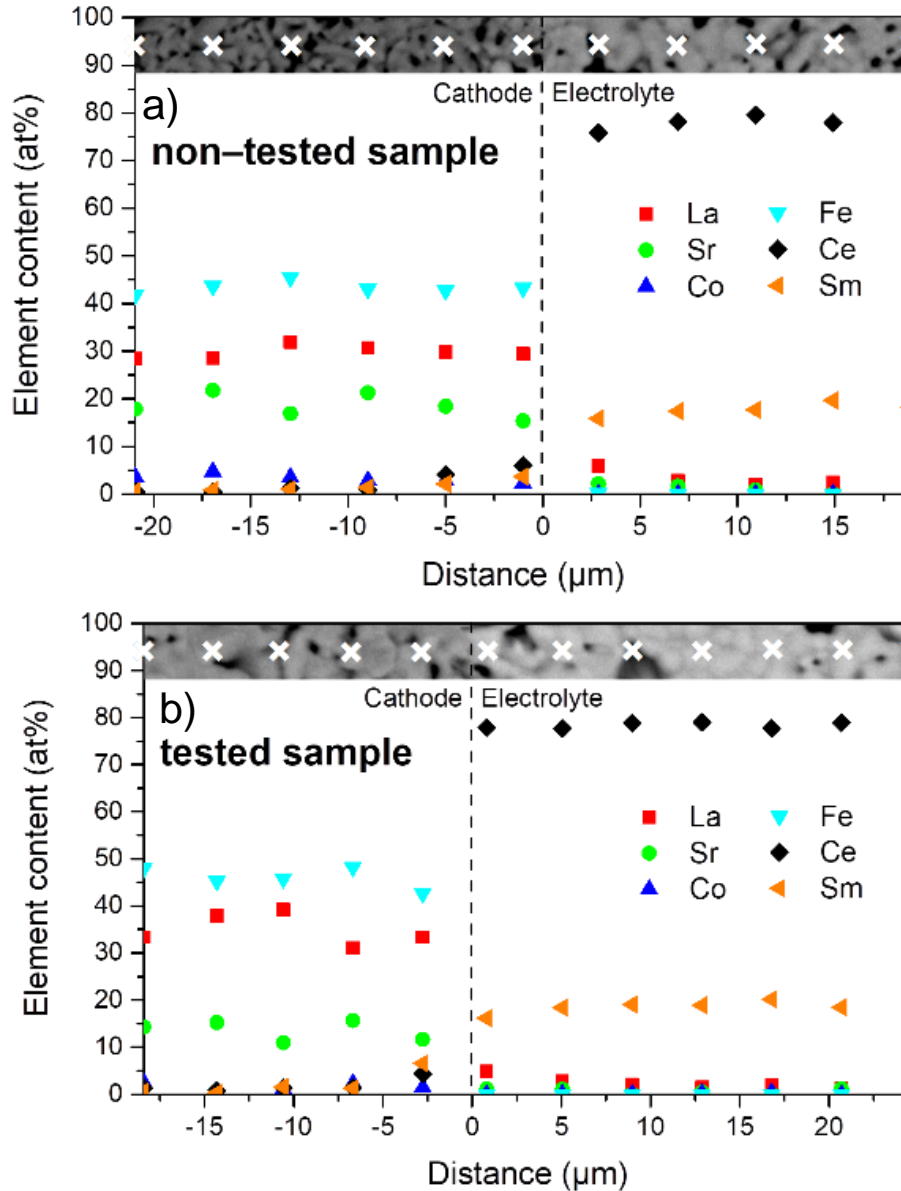 100
90
80
70
60
50
40
30
20
10
0
Element content (at%)
a)
Cathode
Electrolyte
non–tested sample
La
Fe
Sr
Ce
Co
Sm
-20
-15
-10
-5
0
5
10
15
Distance (µm)
100
90
80
70
60
50
40
30
20
10
0
Element content (at%)
b)
Cathode
Electrolyte
tested sample
La
Fe
Sr
Ce
Co
Sm
-15
-10
-5
0
5
10
15
20
Distance (µm)